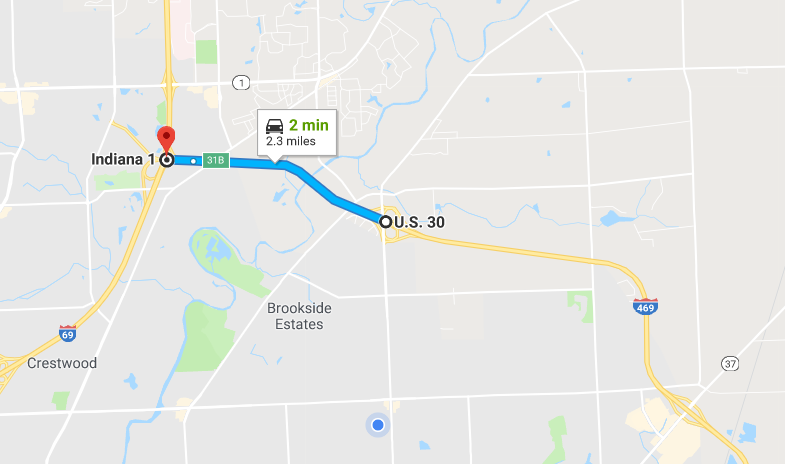 1
2 min
2.3 miles
Indiana 1
31B
U.S. 30
469
Brookside
Estates
69
Crestwood
37